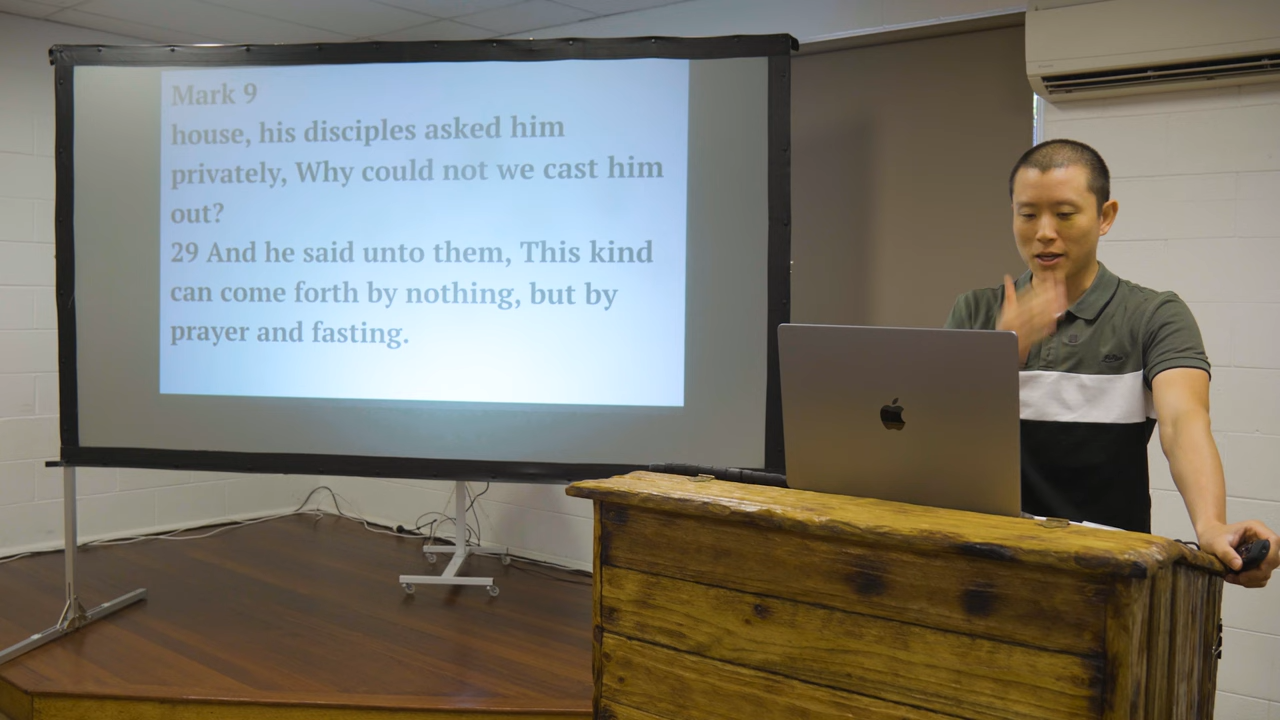 Mark 9
house, his disciples asked him
privately, Why could not we cast him
out?
29 And he said unto them, This kind
can come forth by nothing, but by
prayer and fasting.